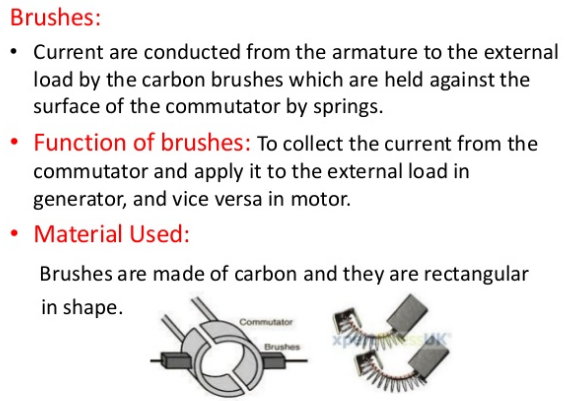 Brushes:
• Current are conducted from the armature to the external
load by the carbon brushes which are held against the
surface of the commutator by springs.
• Function of brushes: To collect the current from the
commutator and apply it to the external load in
generator, and vice versa in motor.
• Material Used:
Brushes are made of carbon and they are rectangular
in shape.
Commutator
Brushes